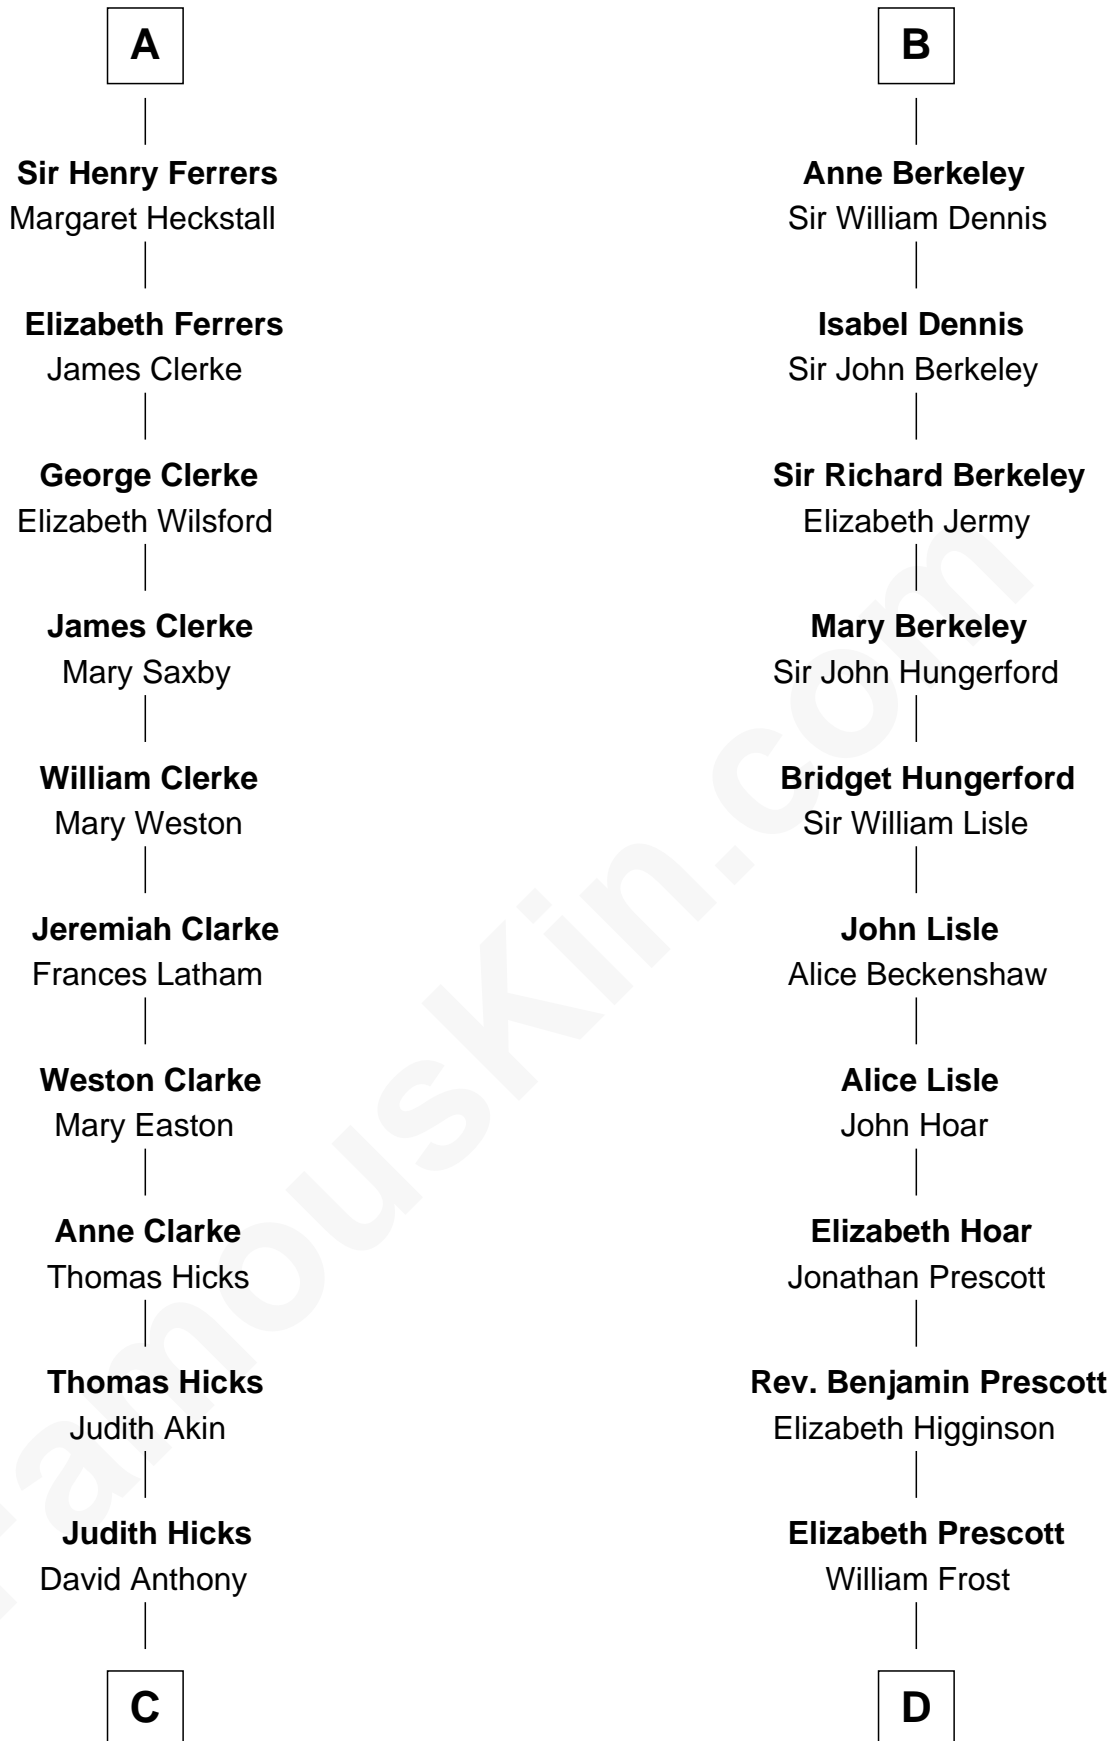 A
Sir Henry Ferrers
Margaret Heckstall
Elizabeth Ferrers
James Clerke
George Clerke
Elizabeth Wilsford
James Clerke
Mary Saxby
William Clerke
Mary Weston
Jeremiah Clarke
Frances Latham
Weston Clarke
Mary Easton
Anne Clarke
Thomas Hicks
Thomas Hicks
Judith Akin
Judith Hicks
David Anthony
C
B
Anne Berkeley
Sir William Dennis
Isabel Dennis
Sir John Berkeley
Sir Richard Berkeley
Elizabeth Jermy
Mary Berkeley
Sir John Hungerford
Bridget Hungerford
Sir William Lisle
John Lisle
Alice Beckenshaw
Alice Lisle
John Hoar
Elizabeth Hoar
Jonathan Prescott
Rev. Benjamin Prescott
Elizabeth Higginson
Elizabeth Prescott
William Frost
D
FamousKin.com